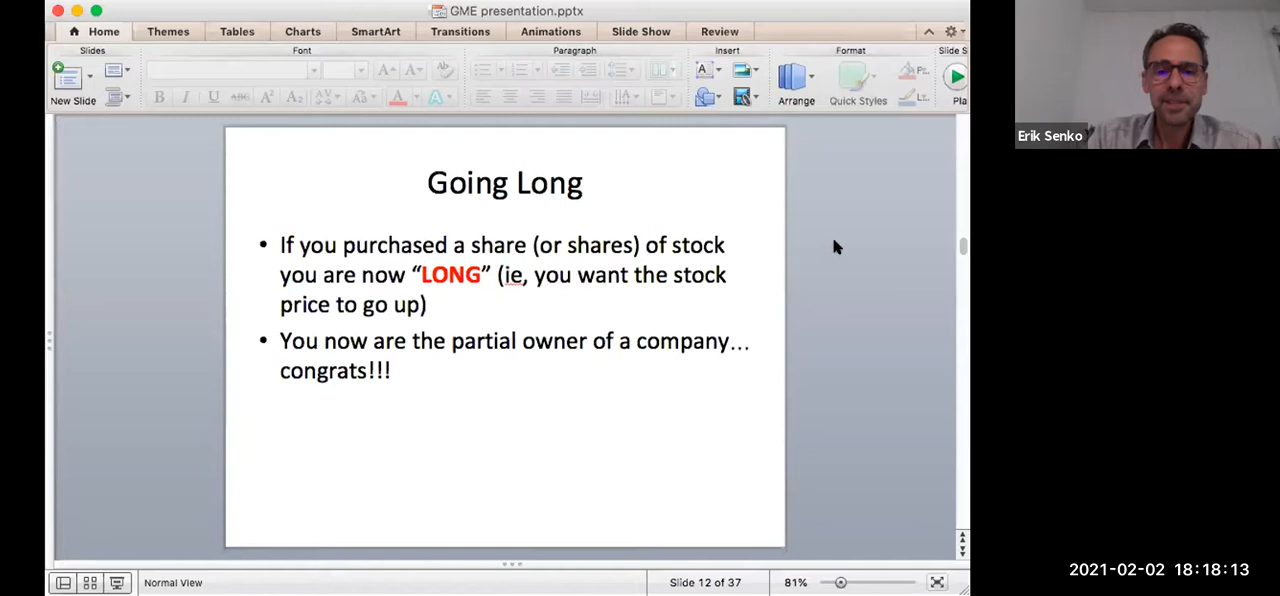 GME presentation.pptx
Home Themes Tables Charts SmartArt Transitions Animations Slide Show Review
Slides Font Paragraph Insert Format Slide S
New Slide Arrange Quick Styles Pla
Going Long
• If you purchased a share (or shares) of stock
you are now “LONG” (ie, you want the stock
price to go up)
• You now are the partial owner of a company...
congrats!!!
Normal View Slide 12 of 37 81%
Erik Senko
2021-02-02 18:18:13